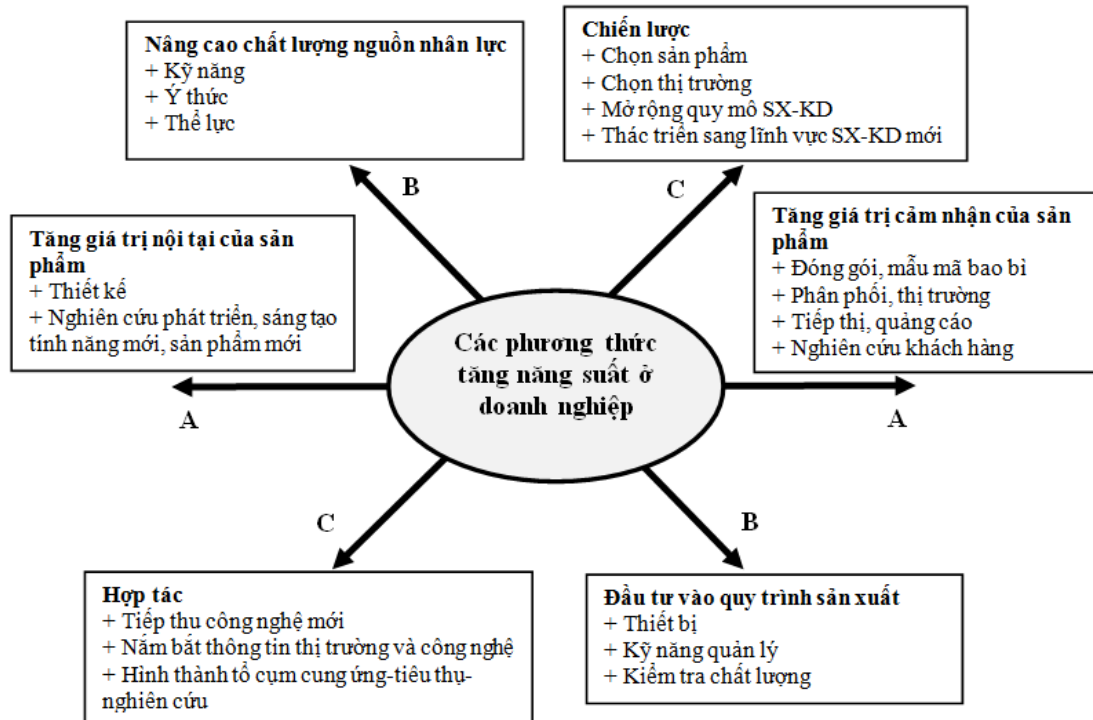 Nâng cao chất lượng nguồn nhân lực
+ Kỹ năng
+ Ý thức
+ Thể lực
Chiến lược
+ Chọn sản phẩm
+ Chọn thị trường
+ Mở rộng quy mô SX-KD
+ Thác triển sang lĩnh vực SX-KD mới
B
C
Tăng giá trị nội tại của sản
phẩm
+ Thiết kế
+ Nghiên cứu phát triển, sáng tạo
tính năng mới, sản phẩm mới
Tăng giá trị cảm nhận của sản
phẩm
+ Đóng gói, mẫu mã bao bì
+ Phân phối, thị trường
+ Tiếp thị, quảng cáo
+ Nghiên cứu khách hàng
Các phương thức
tăng năng suất ở
doanh nghiệp
A
A
C
B
Hợp tác
+ Tiếp thu công nghệ mới
+ Nắm bắt thông tin thị trường và công nghệ
+ Hình thành tổ cụm cung ứng-tiêu thụ-
nghiên cứu
Đầu tư vào quy trình sản xuất
+ Thiết bị
+ Kỹ năng quản lý
+ Kiểm tra chất lượng